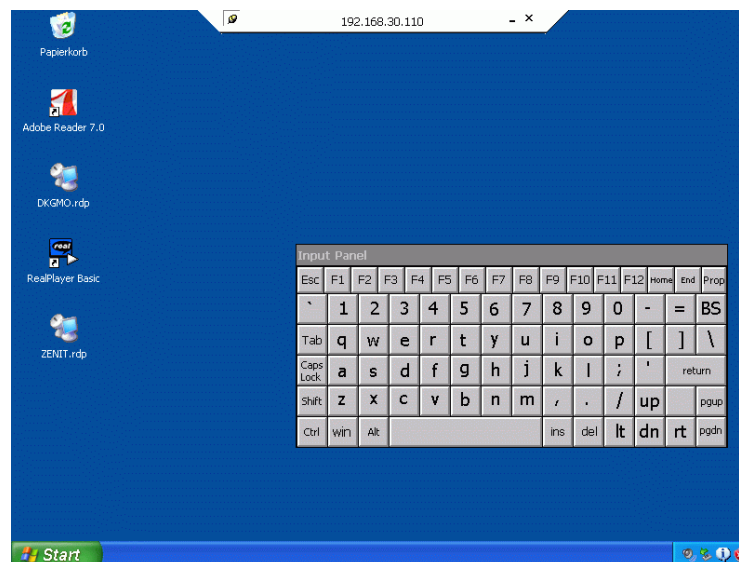 192.168.30.110
Papierkorb
Adobe Reader 7.0
DKGMO.rdp
real
RealPlayer Basic
ZENIT.rdp
Input Panel
Esc F1 F2 F3 F4 F5 F6 F7 F8 F9 F10 F11 F12 Home End Prop
` 1 2 3 4 5 6 7 8 9 0 - = BS
Tab q w e r t y u i o p [ ] \
Caps Lock a s d f g h j k l ; ' return
Shift z x c v b n m , . / up pgup
Ctrl win Alt ins del lt dn rt pgdn
Start